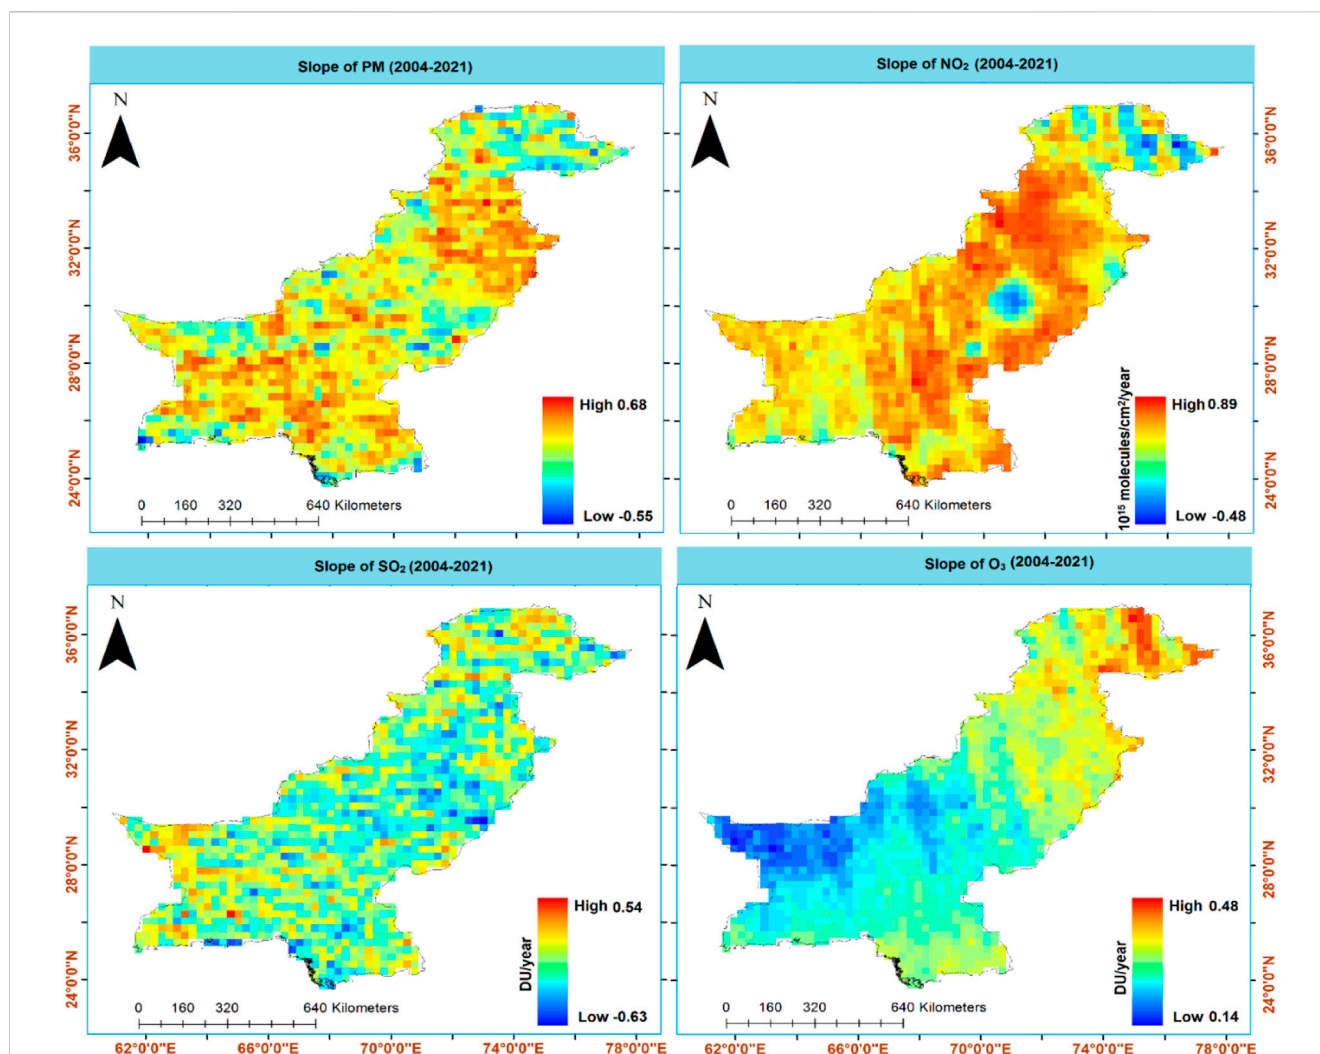 Slope of PM (2004-2021)
N
36°0'0"N
32°0'0"N
28°0'0"N
24°0'0"N
High 0.68
Low -0.55
0 160 320 640 Kilometers
Slope of NO₂ (2004-2021)
N
36°0'0"N
32°0'0"N
28°0'0"N
24°0'0"N
10¹⁵ molecules/cm²/year
High 0.89
Low -0.48
0 160 320 640 Kilometers
Slope of SO₂ (2004-2021)
N
36°0'0"N
32°0'0"N
28°0'0"N
24°0'0"N
DU/year
High 0.54
Low -0.63
0 160 320 640 Kilometers
62°0'0"E 66°0'0"E 70°0'0"E 74°0'0"E 78°0'0"E
Slope of O₃ (2004-2021)
N
36°0'0"N
32°0'0"N
28°0'0"N
24°0'0"N
DU/year
High 0.48
Low 0.14
0 160 320 640 Kilometers
62°0'0"E 66°0'0"E 70°0'0"E 74°0'0"E 78°0'0"E